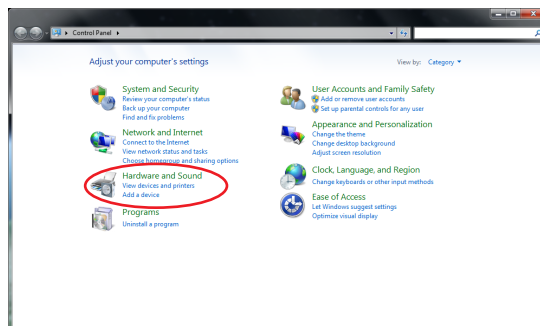 Control Panel
Adjust your computer's settings
View by: Category
System and Security
Review your computer's status
Back up your computer
Find and fix problems
Network and Internet
Connect to the Internet
View network status and tasks
Choose homegroup and sharing options
Hardware and Sound
View devices and printers
Add a device
Programs
Uninstall a program
User Accounts and Family Safety
Add or remove user accounts
Set up parental controls for any user
Appearance and Personalization
Change the theme
Change desktop background
Adjust screen resolution
Clock, Language, and Region
Change keyboards or other input methods
Ease of Access
Let Windows suggest settings
Optimize visual display